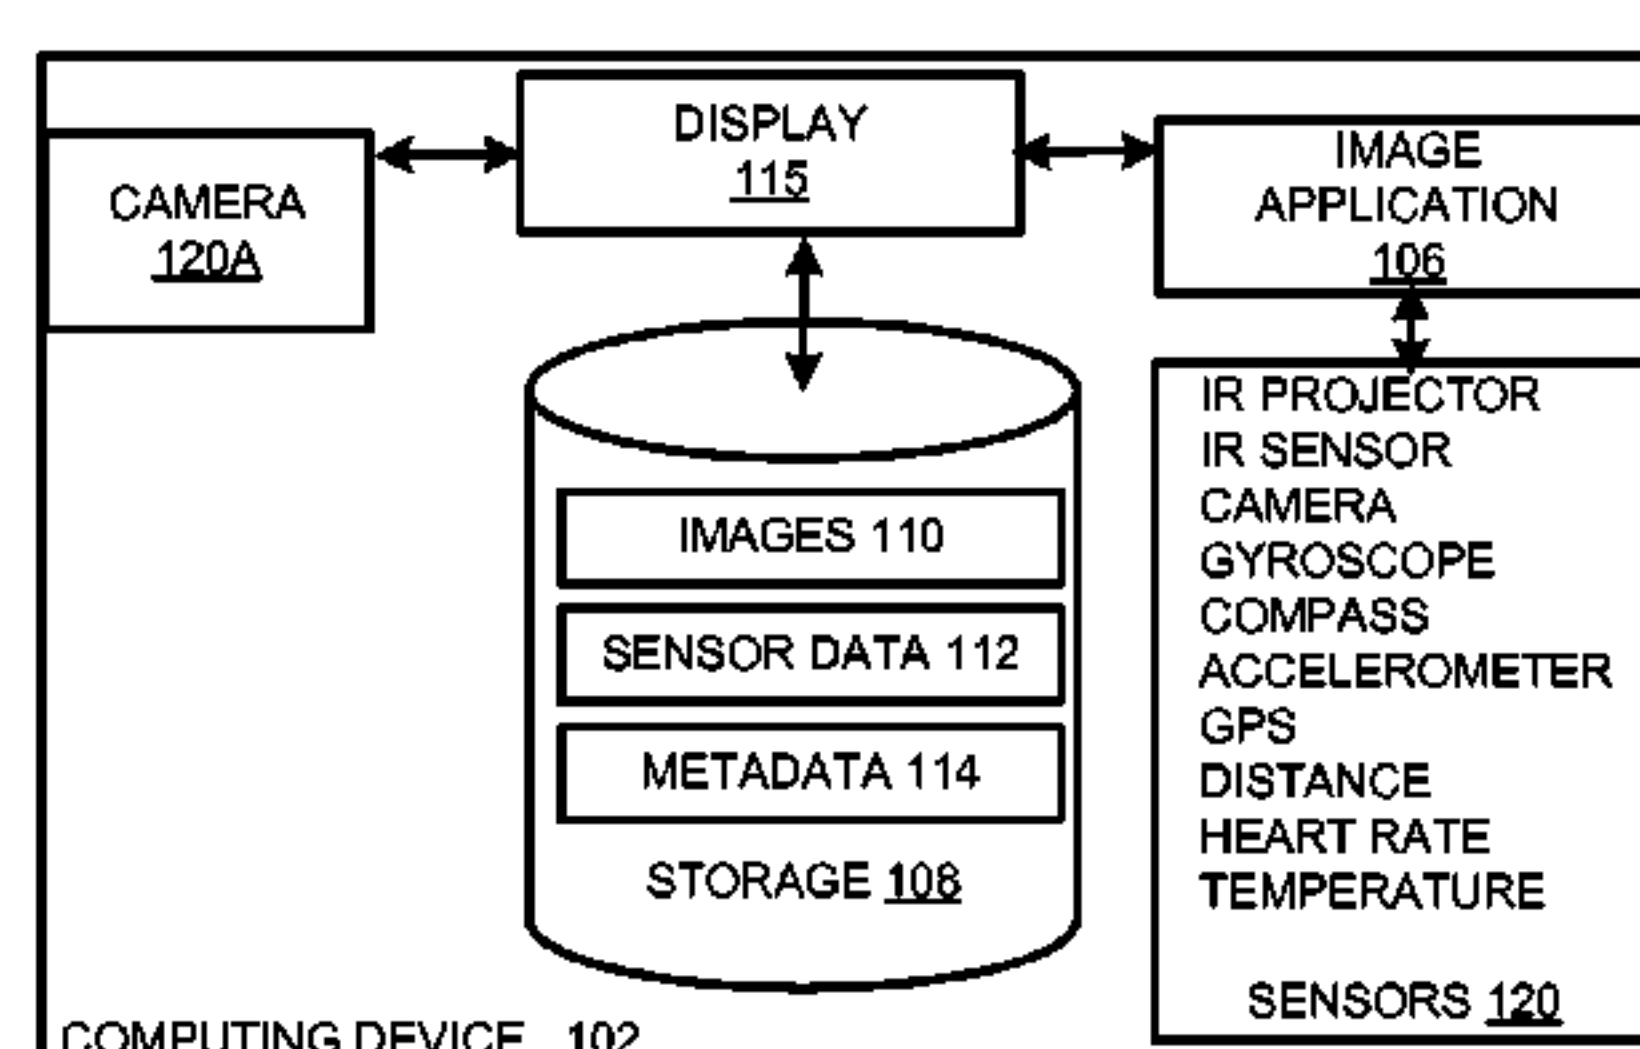 DISPLAY
115
CAMERA
120A
IMAGE
APPLICATION
106
IMAGES 110
SENSOR DATA 112
METADATA 114
STORAGE 108
IR PROJECTOR
IR SENSOR
CAMERA
GYROSCOPE
COMPASS
ACCELEROMETER
GPS
DISTANCE
HEART RATE
TEMPERATURE
SENSORS 120
COMPUTING DEVICE 102